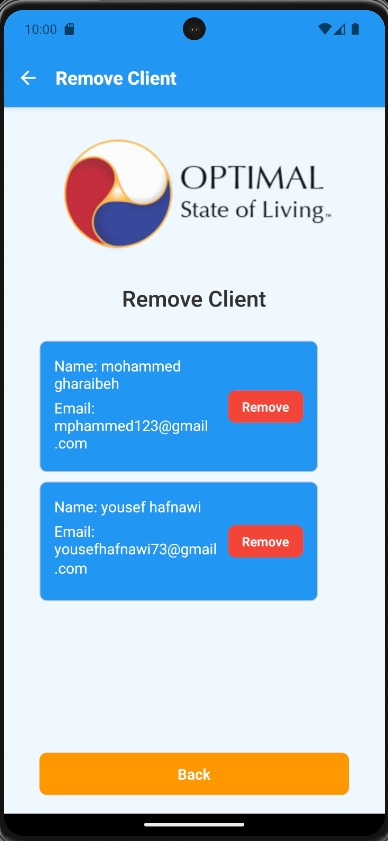 10:00
Remove Client
OPTIMAL
State of Living™
Remove Client
Name: mohammed
gharaibeh
Email:
mphammed123@gmail
.com
Remove
Name: yousef hafnawi
Email:
yousefhafnawi73@gmail
.com
Remove
Back